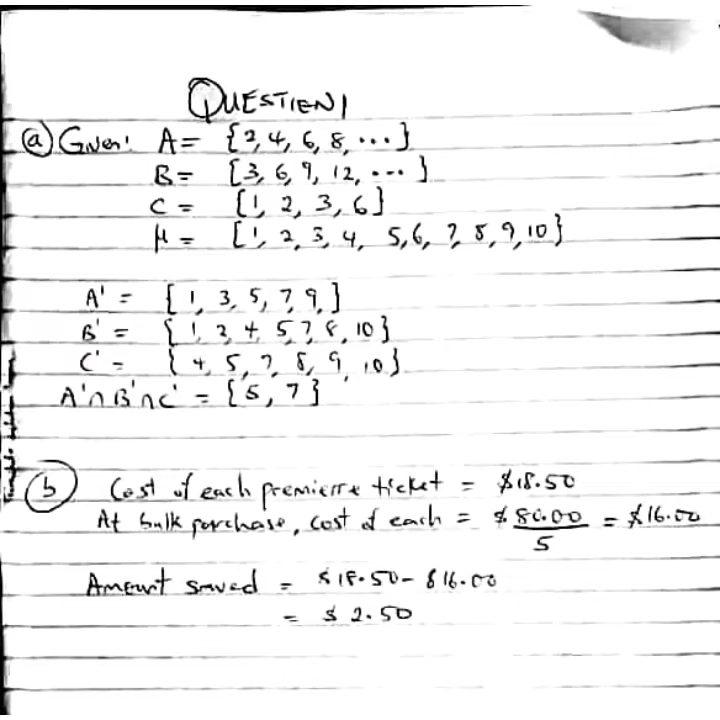 QUESTION 1
(a) Given: A = {2, 4, 6, 8, ...}
B = {3, 6, 9, 12, ...}
C = {1, 2, 3, 6}
μ = {1, 2, 3, 4, 5, 6, 7, 8, 9, 10}
A' = {1, 3, 5, 7, 9,}
B' = {1, 2, 4, 5, 7, 8, 10}
C' = {4, 5, 7, 8, 9, 10}
A'∩B'∩C' = {5, 7}
(b) Cost of each premierre ticket = $18.50
At bulk purchase, cost of each = $80.00/5 = $16.00
Amount saved = $18.50 - $16.00
= $2.50